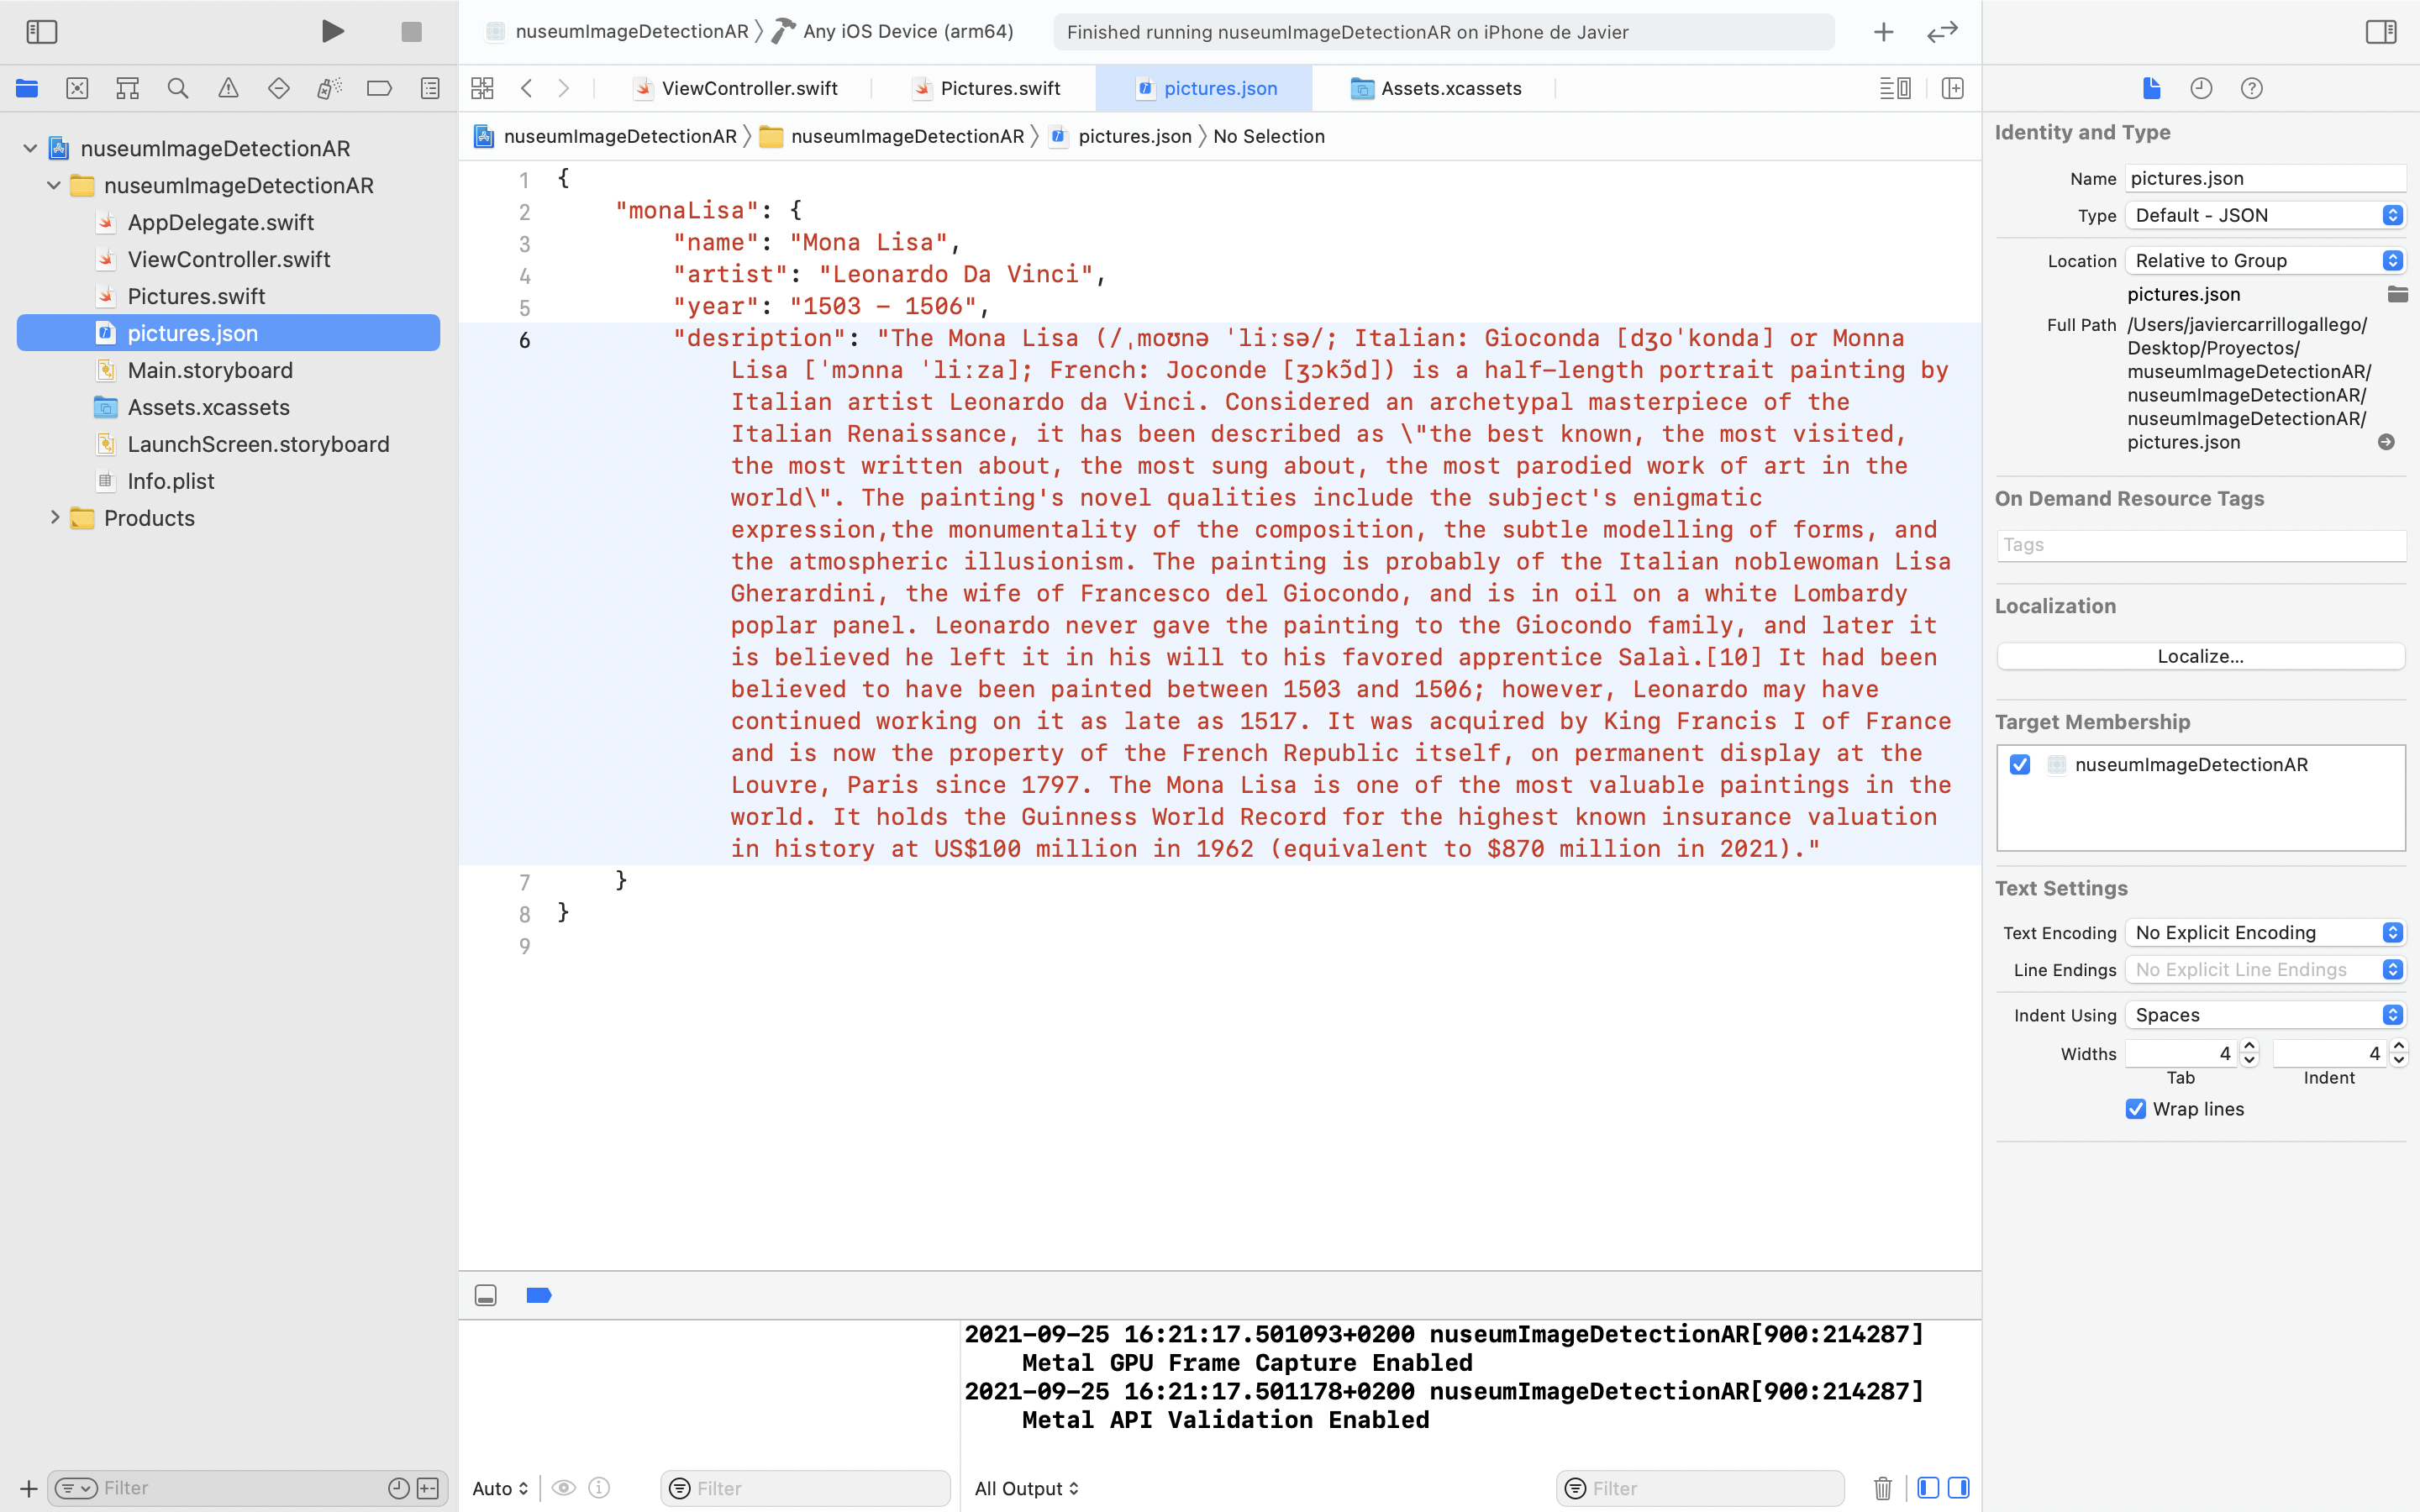 nuseumImageDetectionAR
Any iOS Device (arm64)
Finished running nuseumImageDetectionAR on iPhone de Javier
ViewController.swift
Pictures.swift
pictures.json
Assets.xcassets
nuseumImageDetectionAR
nuseumImageDetectionAR
pictures.json
No Selection
nuseumImageDetectionAR
nuseumImageDetectionAR
AppDelegate.swift
ViewController.swift
Pictures.swift
pictures.json
Main.storyboard
Assets.xcassets
LaunchScreen.storyboard
Info.plist
Products
Filter
1 {
2 "monaLisa": {
3 "name": "Mona Lisa",
4 "artist": "Leonardo Da Vinci",
5 "year": "1503 – 1506",
6 "desription": "The Mona Lisa (/ˌmoʊnə ˈliːsə/; Italian: Gioconda [dʒoˈkonda] or Monna
Lisa [ˈmɔnna ˈliːza]; French: Joconde [ʒɔkɔ̃d]) is a half–length portrait painting by
Italian artist Leonardo da Vinci. Considered an archetypal masterpiece of the
Italian Renaissance, it has been described as \"the best known, the most visited,
the most written about, the most sung about, the most parodied work of art in the
world\". The painting's novel qualities include the subject's enigmatic
expression,the monumentality of the composition, the subtle modelling of forms, and
the atmospheric illusionism. The painting is probably of the Italian noblewoman Lisa
Gherardini, the wife of Francesco del Giocondo, and is in oil on a white Lombardy
poplar panel. Leonardo never gave the painting to the Giocondo family, and later it
is believed he left it in his will to his favored apprentice Salaì.[10] It had been
believed to have been painted between 1503 and 1506; however, Leonardo may have
continued working on it as late as 1517. It was acquired by King Francis I of France
and is now the property of the French Republic itself, on permanent display at the
Louvre, Paris since 1797. The Mona Lisa is one of the most valuable paintings in the
world. It holds the Guinness World Record for the highest known insurance valuation
in history at US$100 million in 1962 (equivalent to $870 million in 2021)."
7 }
8 }
9
2021-09-25 16:21:17.501093+0200 nuseumImageDetectionAR[900:214287]
Metal GPU Frame Capture Enabled
2021-09-25 16:21:17.501178+0200 nuseumImageDetectionAR[900:214287]
Metal API Validation Enabled
Auto
Filter
All Output
Filter
Identity and Type
Name pictures.json
Type Default - JSON
Location Relative to Group
pictures.json
Full Path /Users/javiercarrillogallego/
Desktop/Proyectos/
museumImageDetectionAR/
nuseumImageDetectionAR/
nuseumImageDetectionAR/
pictures.json
On Demand Resource Tags
Tags
Localization
Localize...
Target Membership
nuseumImageDetectionAR
Text Settings
Text Encoding No Explicit Encoding
Line Endings No Explicit Line Endings
Indent Using Spaces
Widths 4 4
Tab Indent
Wrap lines